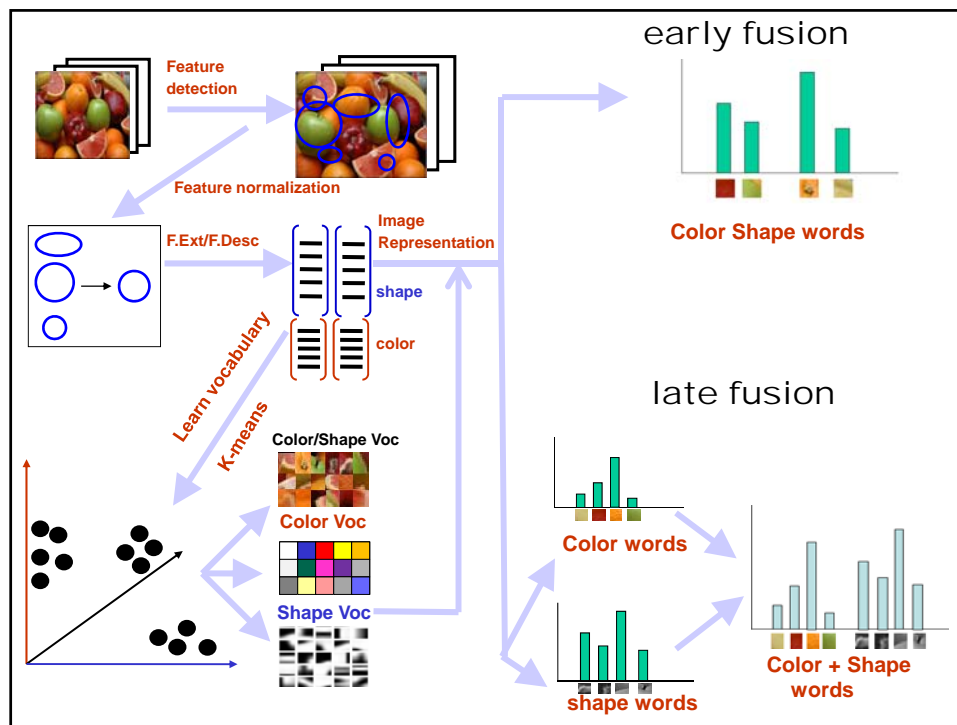 early fusion
Feature
detection
Feature normalization
Color Shape words
F.Ext/F.Desc
Image
Representation
shape
color
Learn vocabulary
K-means
late fusion
Color/Shape Voc
Color Voc
Shape Voc
Color words
shape words
Color + Shape
words